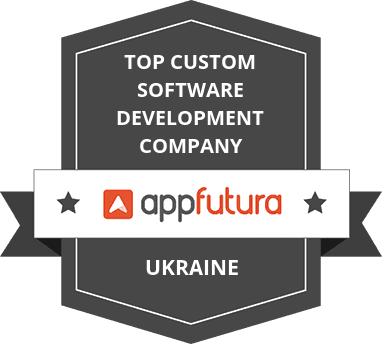 TOP CUSTOM
SOFTWARE
DEVELOPMENT
COMPANY
appfutura
UKRAINE